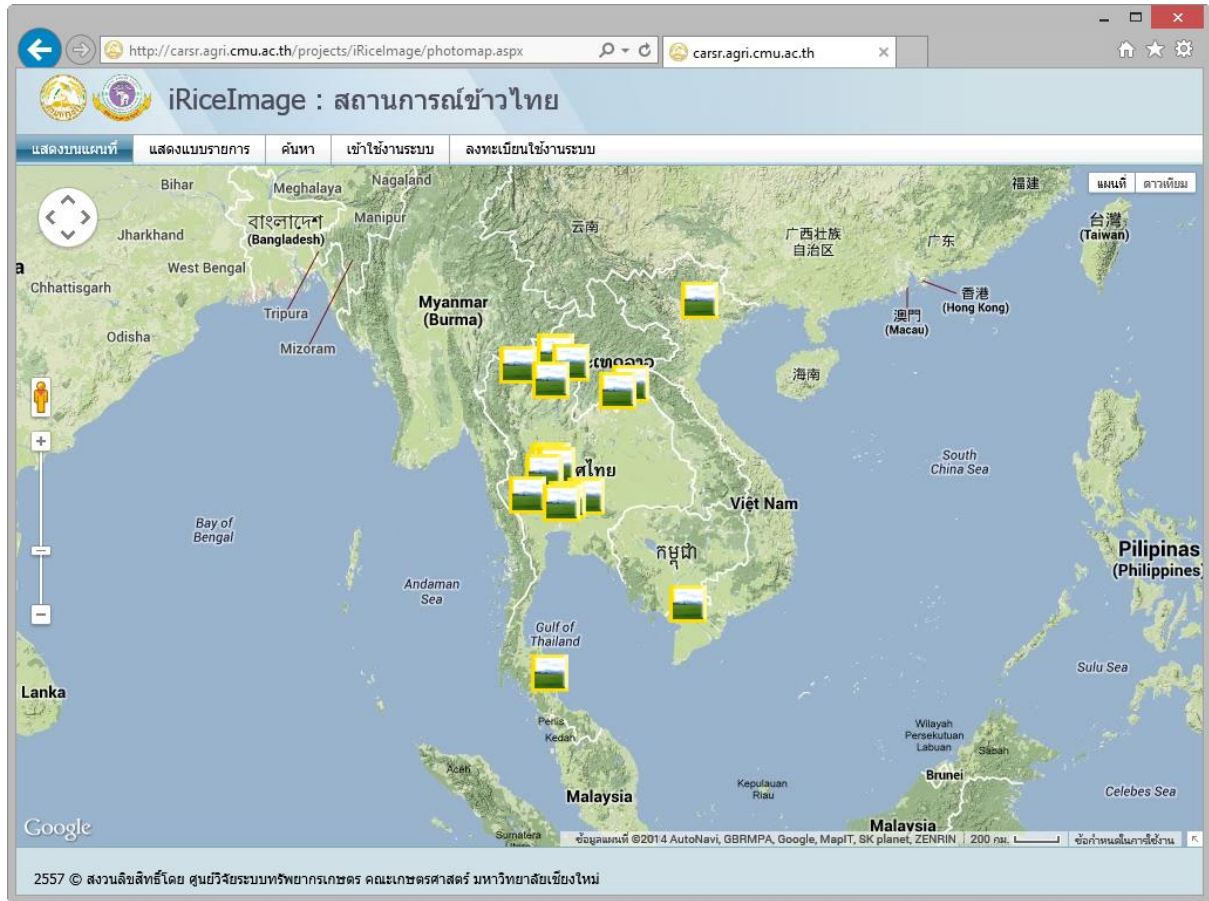 http://carsr.agri.cmu.ac.th/projects/iRiceImage/photomap.aspx
carsr.agri.cmu.ac.th
iRiceImage : สถานการณ์ข้าวไทย
แสดงบนแผนที่ แสดงแบบรายการ ค้นหา เข้าใช้งานระบบ ลงทะเบียนใช้งานระบบ
แผนที่ ดาวเทียม
Bihar
Meghalaya
Nagaland
福建
বাংলাদেশ
(Bangladesh)
Manipur
Jharkhand
云南
广西壮族
自治区
广东
台灣
(Taiwan)
West Bengal
Chhattisgarh
Tripura
Myanmar
(Burma)
香港
(Hong Kong)
澳門
(Macau)
Odisha
Mizoram
海南
South
China Sea
ศไทย
Việt Nam
Bay of
Bengal
កម្ពុជា
Pilipinas
(Philippines)
Andaman
Sea
Gulf of
Thailand
Sulu Sea
Lanka
Perlis
Kedah
Wilayah
Persekutuan
Labuan
Sabah
Aceh
Brunei
Kepulauan
Riau
Celebes Sea
Malaysia
Malaysia
Google
Sumatera
ข้อมูลแผนที่ ©2014 AutoNavi, GBRMPA, Google, MapIT, SK planet, ZENRIN 200 กม. ข้อกำหนดในการใช้งาน
2557 © สงวนลิขสิทธิ์โดย ศูนย์วิจัยระบบทรัพยากรเกษตร คณะเกษตรศาสตร์ มหาวิทยาลัยเชียงใหม่